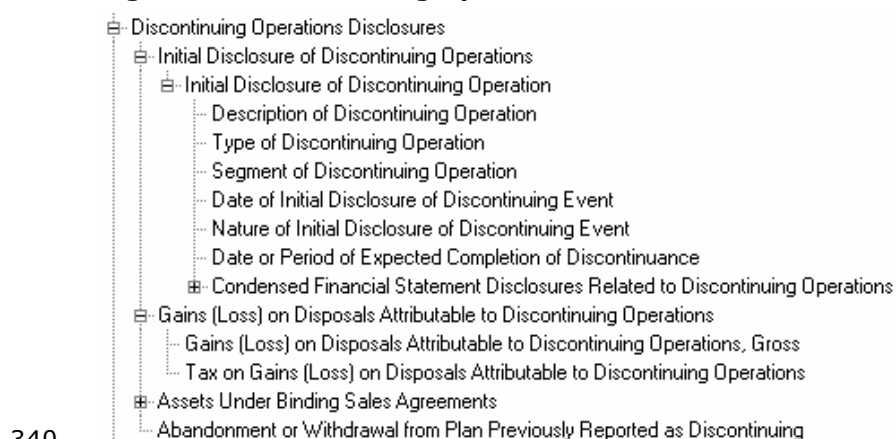 Discontinuing Operations Disclosures
Initial Disclosure of Discontinuing Operations
Initial Disclosure of Discontinuing Operation
Description of Discontinuing Operation
Type of Discontinuing Operation
Segment of Discontinuing Operation
Date of Initial Disclosure of Discontinuing Event
Nature of Initial Disclosure of Discontinuing Event
Date or Period of Expected Completion of Discontinuance
Condensed Financial Statement Disclosures Related to Discontinuing Operations
Gains (Loss) on Disposals Attributable to Discontinuing Operations
Gains (Loss) on Disposals Attributable to Discontinuing Operations, Gross
Tax on Gains (Loss) on Disposals Attributable to Discontinuing Operations
Assets Under Binding Sales Agreements
340 Abandonment or Withdrawal from Plan Previously Reported as Discontinuing